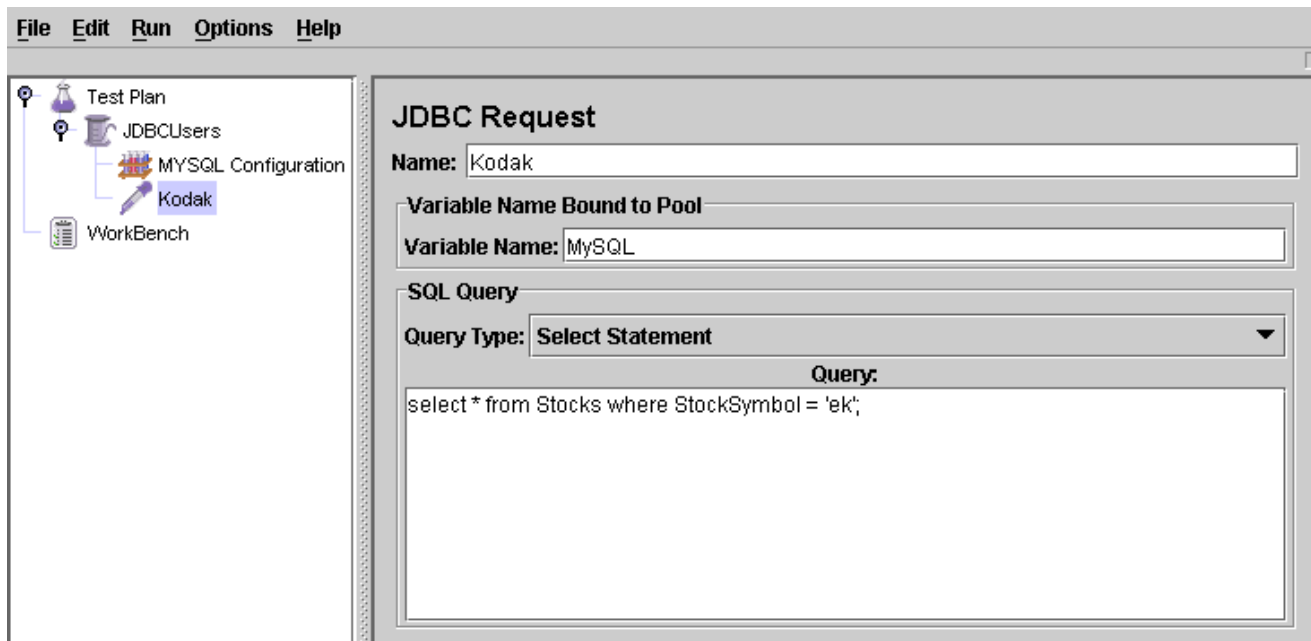 File Edit Run Options Help
Test Plan
JDBCUsers
MYSQL Configuration
Kodak
WorkBench
JDBC Request
Name: Kodak
Variable Name Bound to Pool
Variable Name: MySQL
SQL Query
Query Type: Select Statement
Query:
select * from Stocks where StockSymbol = 'ek';